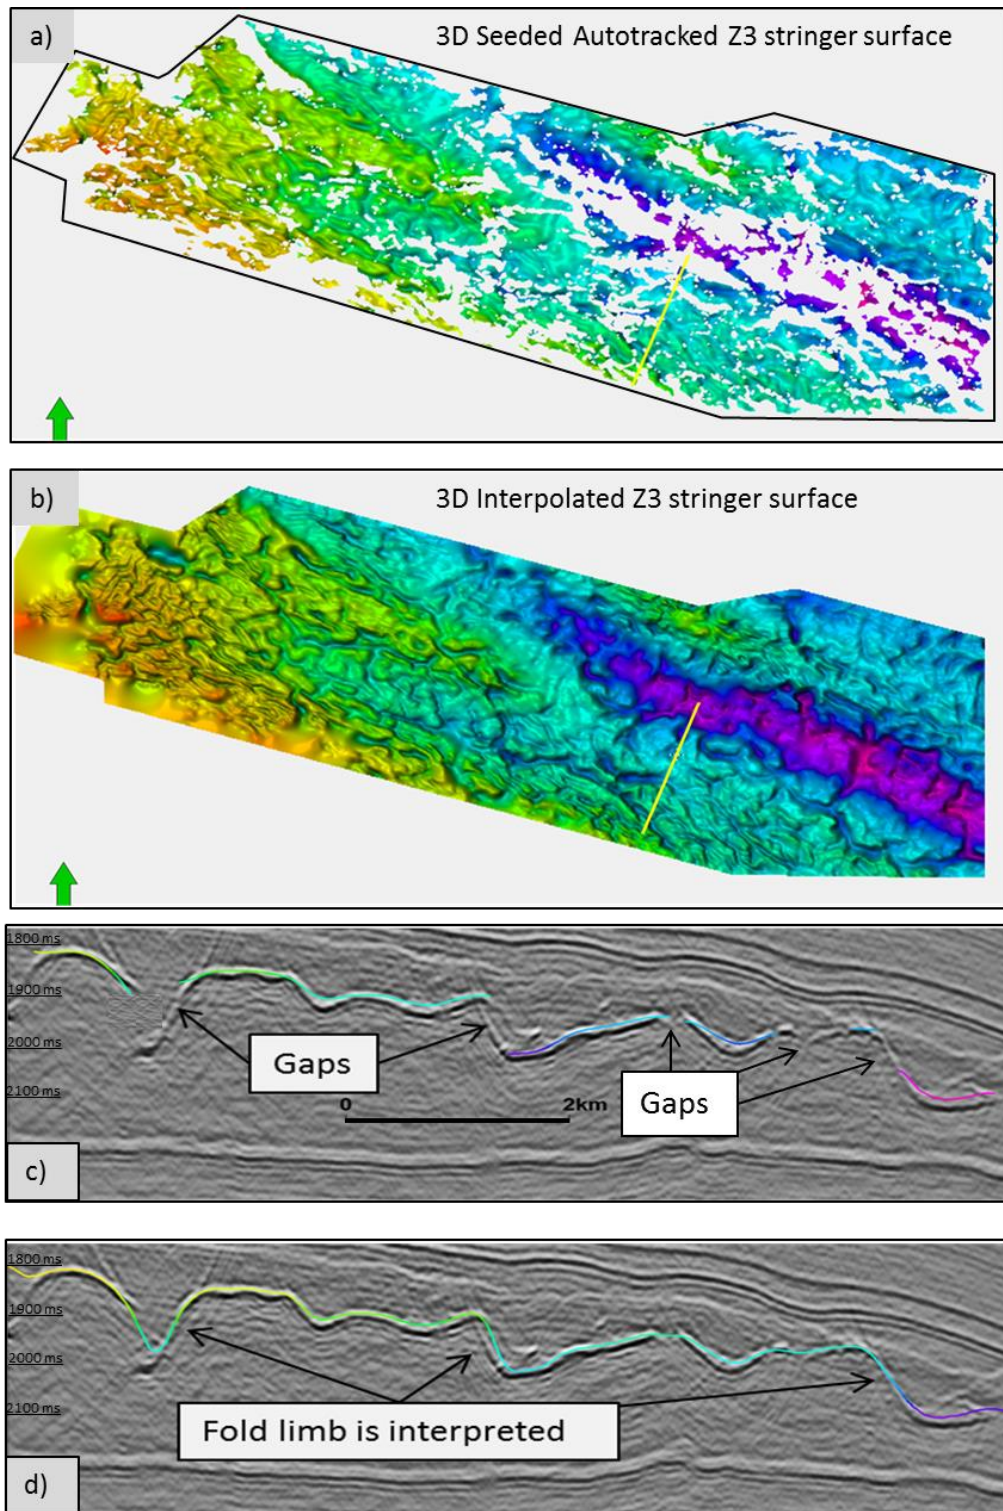 a)
3D Seeded Autotracked Z3 stringer surface
b)
3D Interpolated Z3 stringer surface
1800 ms
1900 ms
2000 ms
2100 ms
Gaps
Gaps
0 2km
c)
1800 ms
1900 ms
2000 ms
2100 ms
Fold limb is interpreted
d)